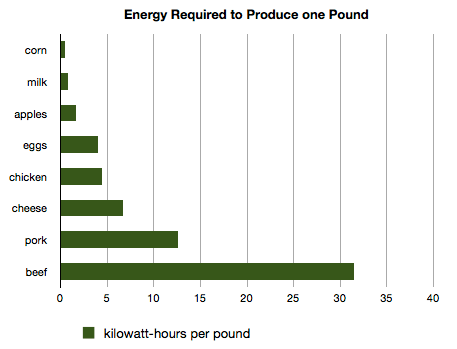 Energy Required to Produce one Pound
corn
milk
apples
eggs
chicken
cheese
pork
beef
0 5 10 15 20 25 30 35 40
kilowatt-hours per pound